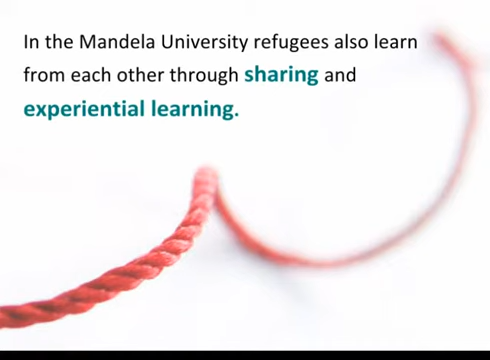 In the Mandela University refugees also learn
from each other through sharing and
experiential learning.